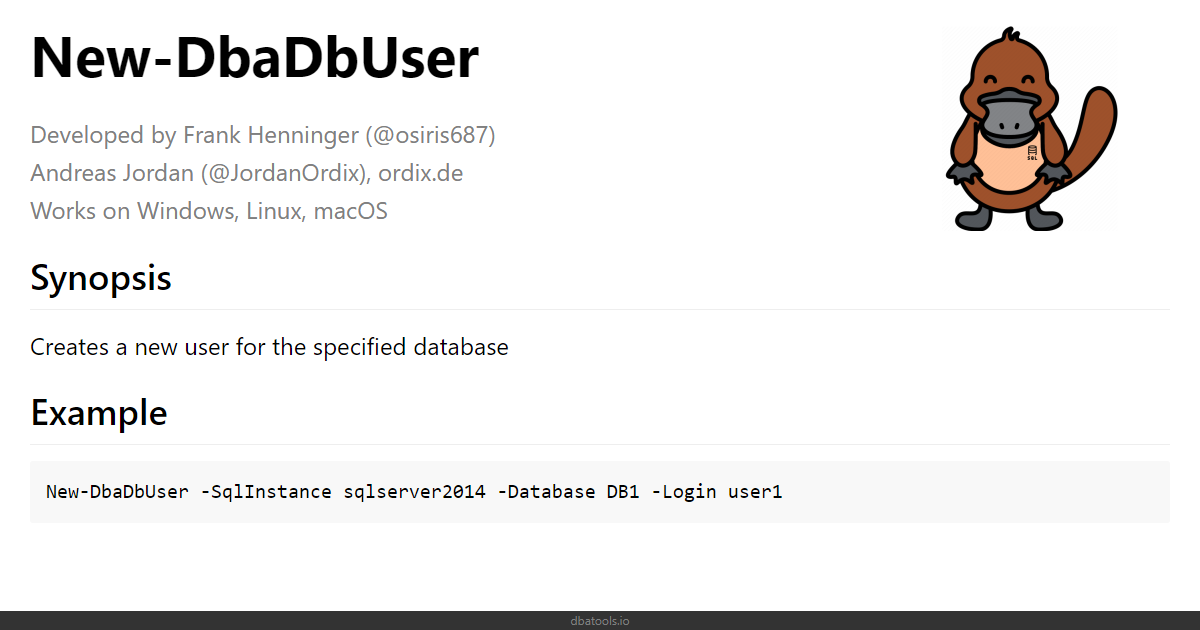 New-DbaDbUser
Developed by Frank Henninger (@osiris687)
Andreas Jordan (@JordanOrdix), ordix.de
Works on Windows, Linux, macOS
SQL
Synopsis
Creates a new user for the specified database
Example
New-DbaDbUser -SqlInstance sqlserver2014 -Database DB1 -Login user1
dbatools.io